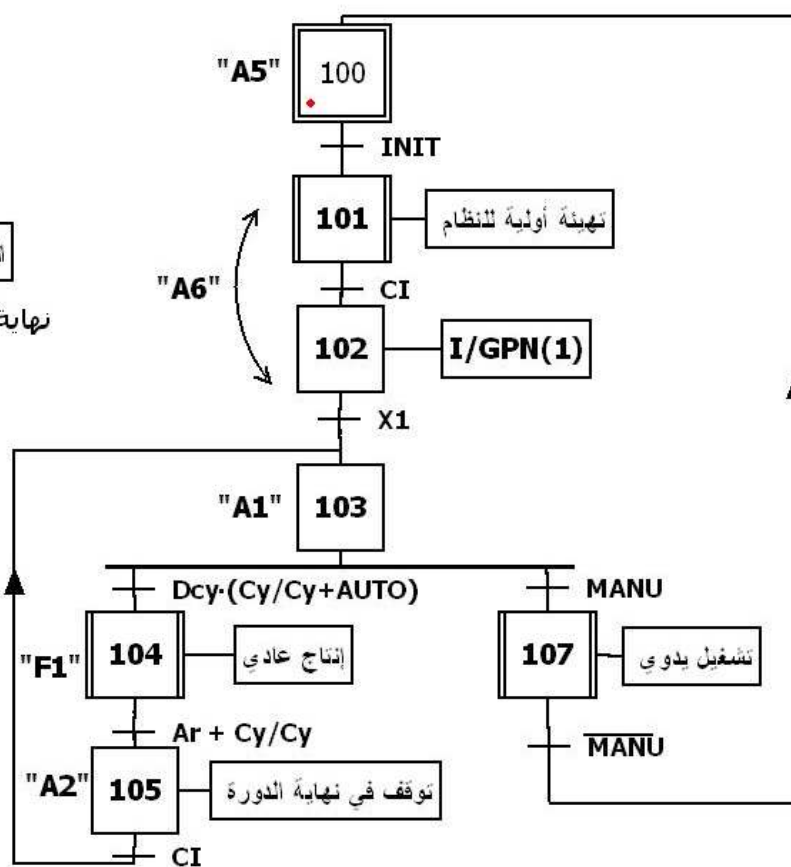 "A5" 100
INIT
101 تهيئة أولية للنظام
"A6" CI
نهاية
102 I/GPN(1)
X1
"A1" 103
Dcy·(Cy/Cy+AUTO) MANU
"F1" 104 إنتاج عادي 107 تشغيل يدوي
Ar + Cy/Cy M̅A̅N̅U̅
"A2" 105 توقف في نهاية الدورة
CI